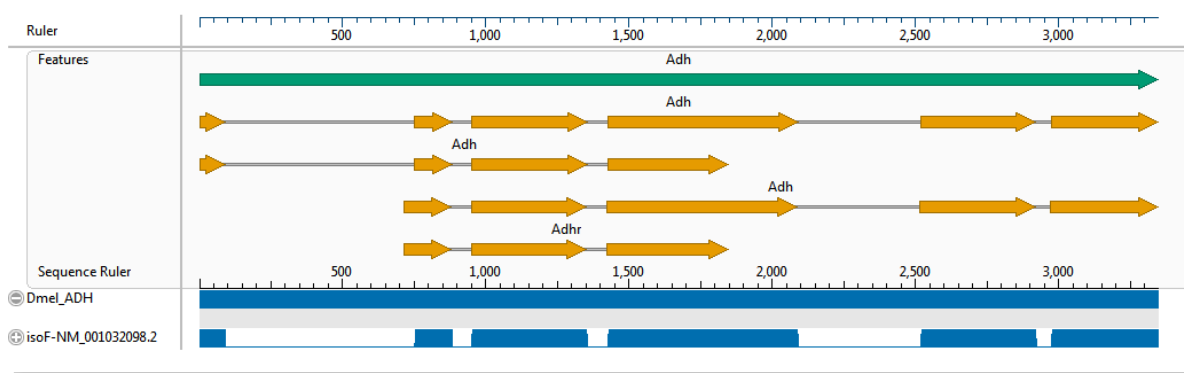 Ruler
500 1,000 1,500 2,000 2,500 3,000
Features
Adh
Adh
Adh
Adh
Adhr
Sequence Ruler
500 1,000 1,500 2,000 2,500 3,000
Dmel_ADH
isoF-NM_001032098.2